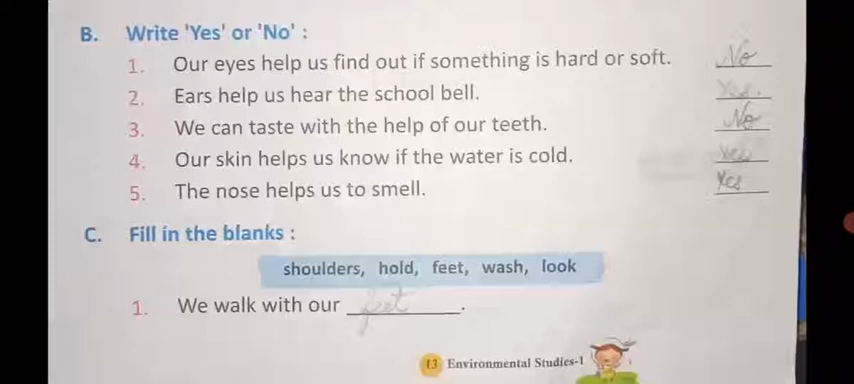 B. Write 'Yes' or 'No' :
1. Our eyes help us find out if something is hard or soft. No
2. Ears help us hear the school bell. Yes.
3. We can taste with the help of our teeth. No
4. Our skin helps us know if the water is cold. Yes
5. The nose helps us to smell. Yes
C. Fill in the blanks :
shoulders, hold, feet, wash, look
1. We walk with our feet.
13 Environmental Studies-1